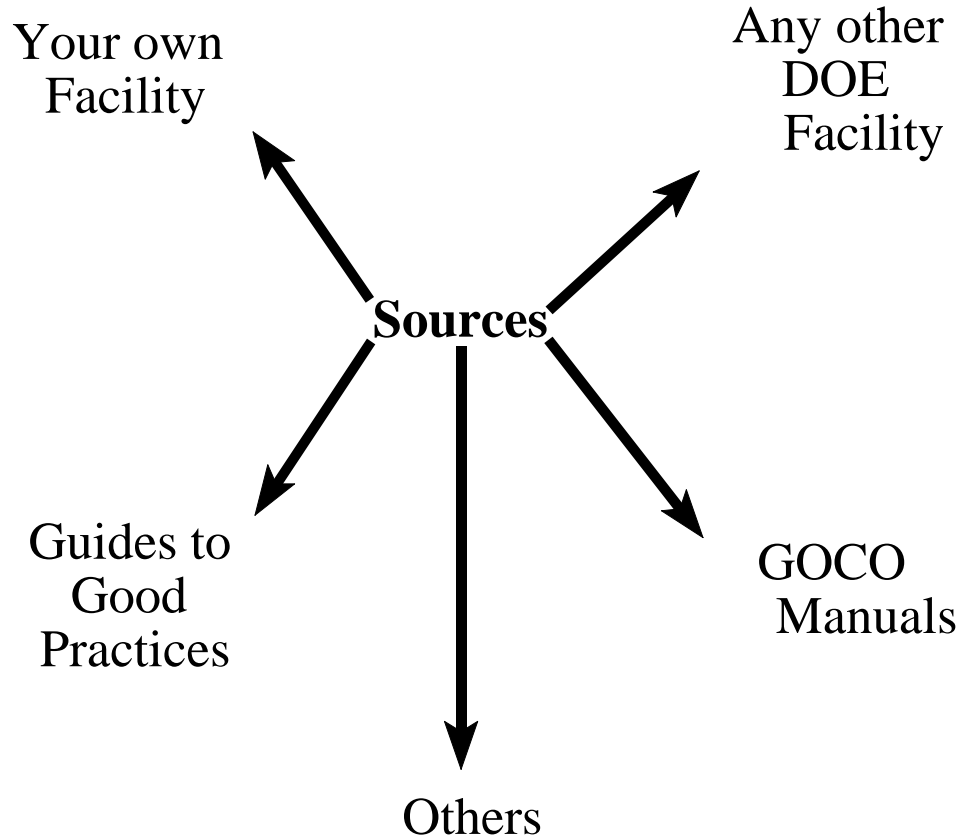 Your own
Facility
Any other
DOE
Facility
Sources
Guides to
Good
Practices
GOCO
Manuals
Others